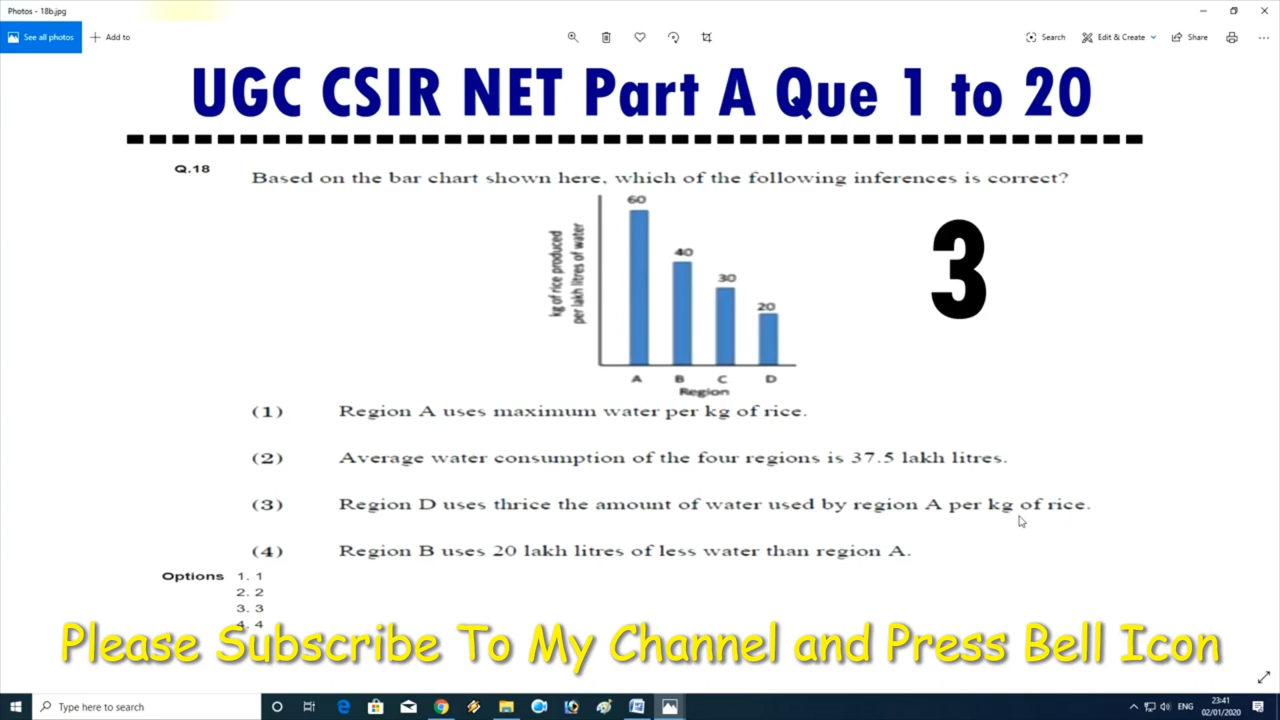 Photos - 18b.jpg
See all photos
Add to
Search
Edit & Create
Share
UGC CSIR NET Part A Que 1 to 20
Q.18
Based on the bar chart shown here, which of the following inferences is correct?
kg of rice produced
per lakh litres of water
60
40
30
20
A B C D
Region
3
(1) Region A uses maximum water per kg of rice.
(2) Average water consumption of the four regions is 37.5 lakh litres.
(3) Region D uses thrice the amount of water used by region A per kg of rice.
(4) Region B uses 20 lakh litres of less water than region A.
Options 1. 1
2. 2
3. 3
4. 4
Please Subscribe To My Channel and Press Bell Icon
Type here to search
ENG
23:41
02/01/2020